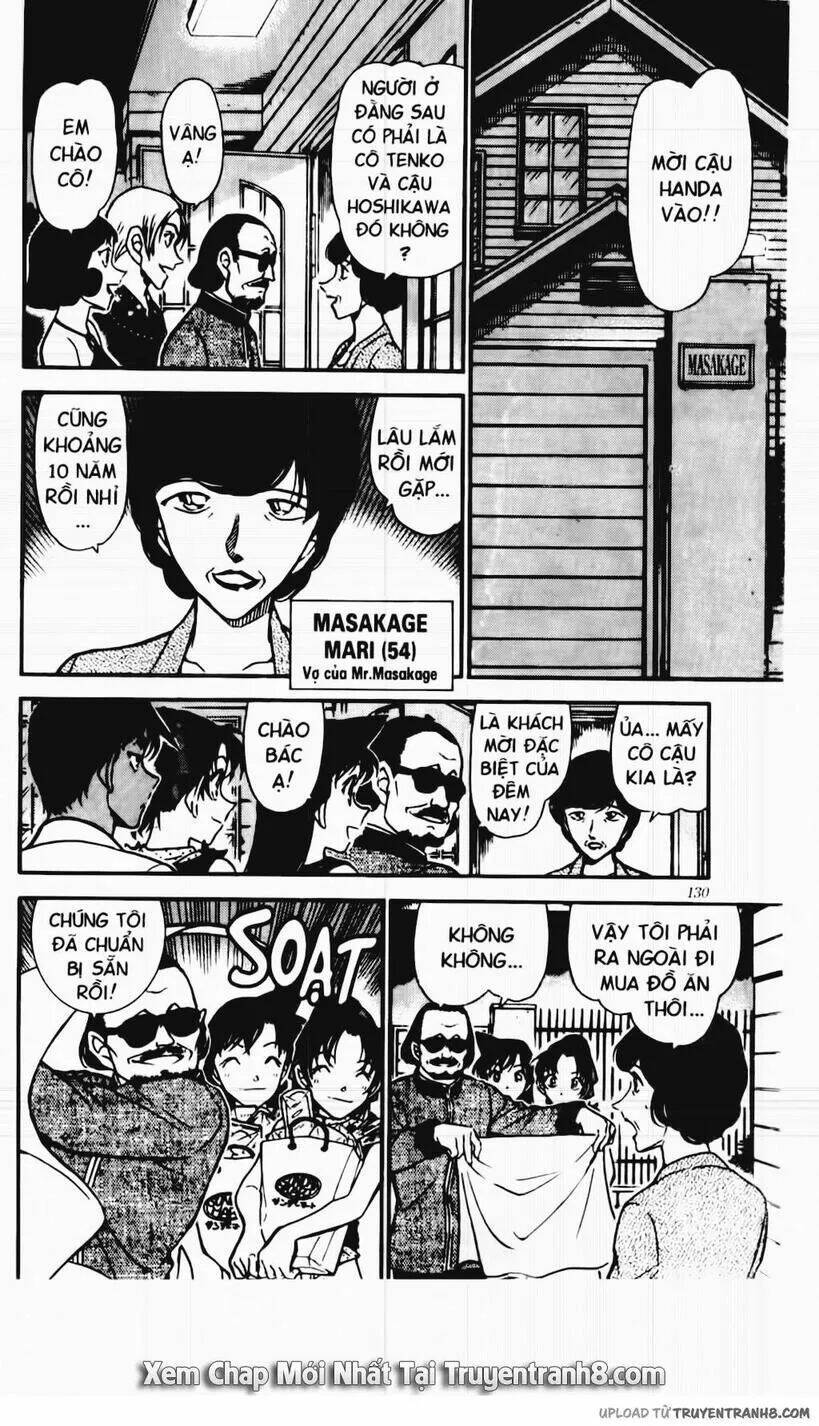 MỜI CẬU
HANDA
VÀO!!
MASAKAGE
NGƯỜI Ở
ĐẰNG SAU
CÓ PHẢI LÀ
CÔ TENKO
VÀ CẬU
HOSHIKAWA
ĐÓ KHÔNG
?
VÂNG
Ạ!
EM
CHÀO
CÔ!
LÂU LẮM
RỒI MỚI
GẶP...
CŨNG
KHOẢNG
10 NĂM
RỒI NHỈ
...
MASAKAGE
MARI (54)
Vợ của Mr.Masakage
ỦA... MẤY
CÔ CẬU
KIA LÀ?
LÀ KHÁCH
MỜI ĐẶC
BIỆT CỦA
ĐÊM
NAY!
CHÀO
BÁC
Ạ!
130
VẬY TÔI PHẢI
RA NGOÀI ĐI
MUA ĐỒ ĂN
THÔI...
KHÔNG
KHÔNG...
SOẠT
CHÚNG TÔI
ĐÃ CHUẨN
BỊ SẴN
RỒI!
Xem Chap Mới Nhất Tại Truyentranh8.com
UPLOAD TỪ TRUYENTRANH8.COM